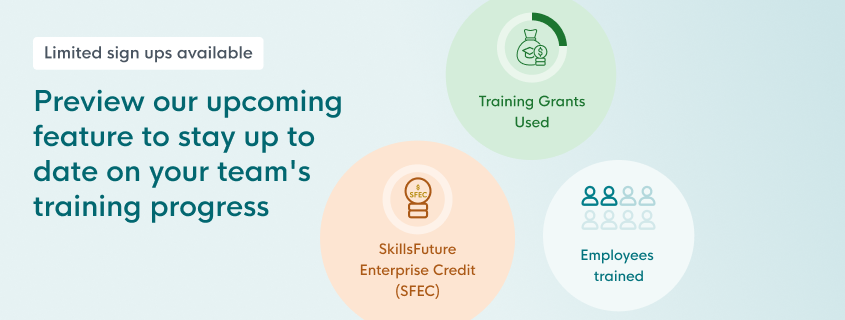 Limited sign ups available
Preview our upcoming
feature to stay up to
date on your team's
training progress
$
Training Grants
Used
$
SFEC
SkillsFuture
Enterprise Credit
(SFEC)
Employees
trained